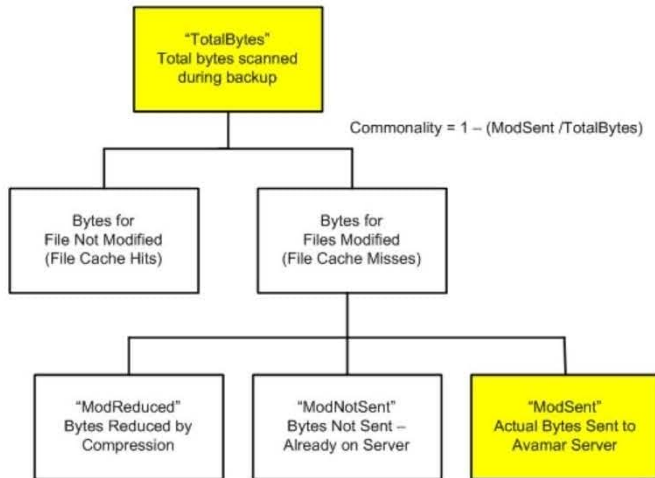 “TotalBytes”
Total bytes scanned
during backup
Commonality = 1 – (ModSent /TotalBytes)
Bytes for
File Not Modified
(File Cache Hits)
Bytes for
Files Modified
(File Cache Misses)
“ModReduced”
Bytes Reduced by
Compression
“ModNotSent”
Bytes Not Sent –
Already on Server
“ModSent”
Actual Bytes Sent to
Avamar Server